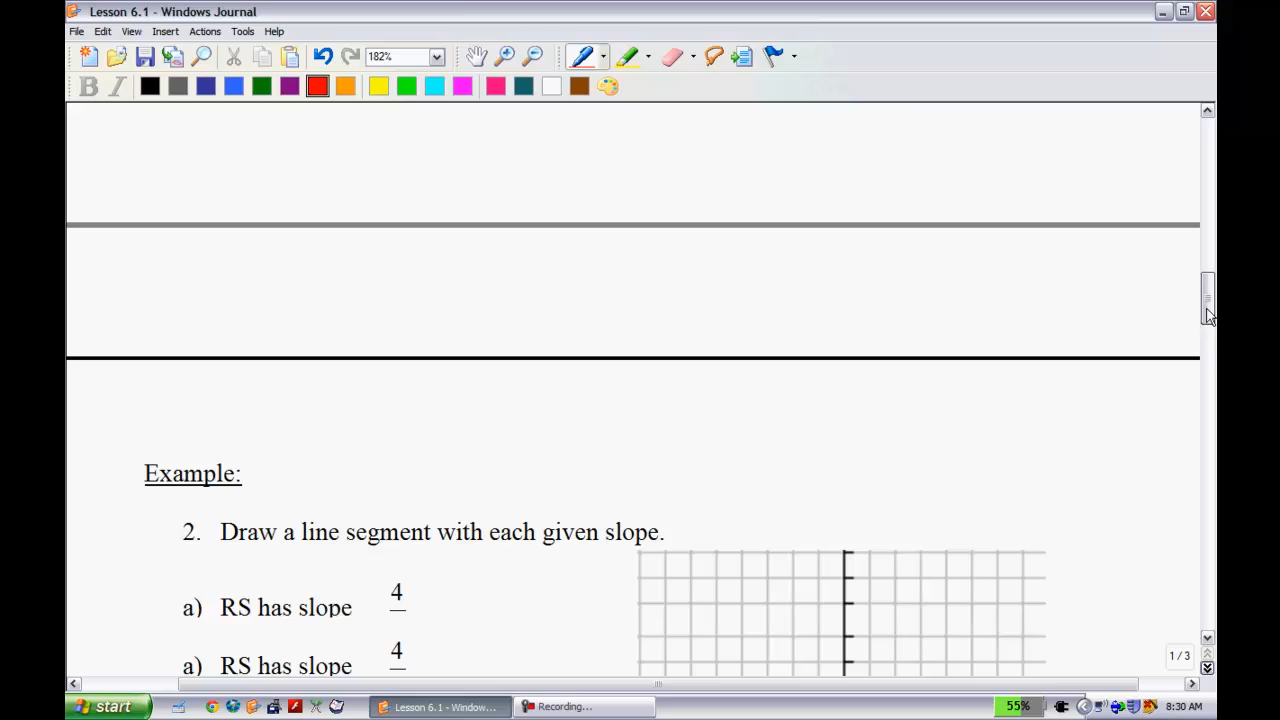 Lesson 6.1 - Windows Journal
File Edit View Insert Actions Tools Help
182%
B I
Example:
2. Draw a line segment with each given slope.
4
a) RS has slope
4
a) RS has slope
1 / 3
start
Lesson 6.1 - Window...
Recording...
55%
8:30 AM